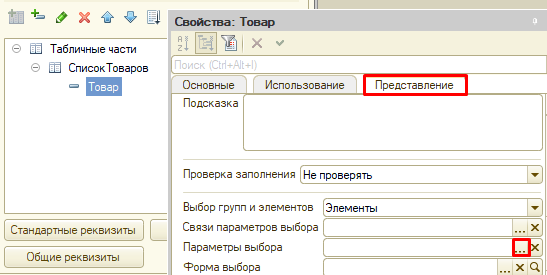 Табличные части
СписокТоваров
Товар
Стандартные реквизиты
Общие реквизиты
Свойства: Товар
Поиск (Ctrl+Alt+I)
Основные
Использование
Представление
Подсказка
Проверка заполнения
Не проверять
Выбор групп и элементов
Элементы
Связи параметров выбора
...
Параметры выбора
...
Форма выбора
...